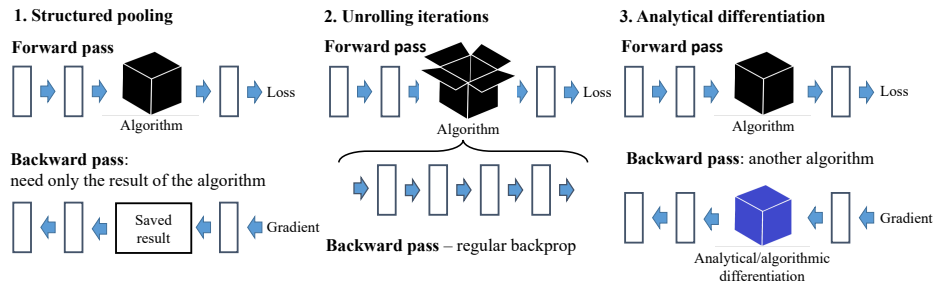 1. Structured pooling
Forward pass
Algorithm
Loss
Backward pass:
need only the result of the algorithm
Saved
result
Gradient
2. Unrolling iterations
Forward pass
Algorithm
Loss
Backward pass – regular backprop
3. Analytical differentiation
Forward pass
Algorithm
Loss
Backward pass: another algorithm
Gradient
Analytical/algorithmic
differentiation